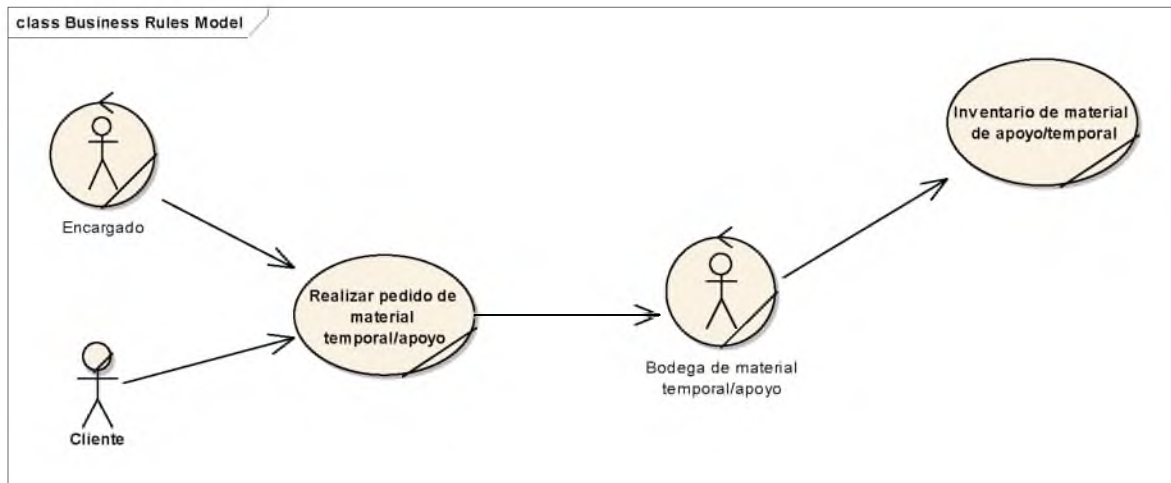 class Business Rules Model
Encargado
Cliente
Realizar pedido de
material
temporal/apoyo
Bodega de material
temporal/apoyo
Inventario de material
de apoyo/temporal